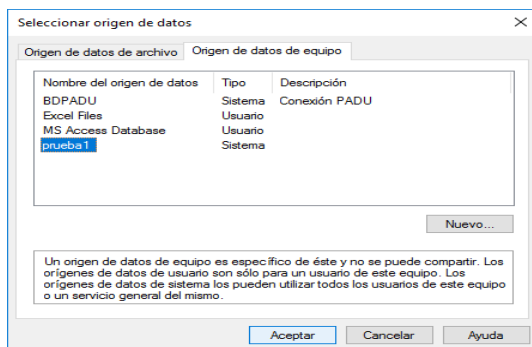 Seleccionar origen de datos
Origen de datos de archivo Origen de datos de equipo
Nombre del origen de datos Tipo Descripción
BDPADU Sistema Conexión PADU
Excel Files Usuario
MS Access Database Usuario
prueba1 Sistema
Nuevo...
Un origen de datos de equipo es específico de éste y no se puede compartir. Los
orígenes de datos de usuario son sólo para un usuario de este equipo. Los
orígenes de datos de sistema los pueden utilizar todos los usuarios de este equipo
o un servicio general del mismo.
Aceptar Cancelar Ayuda